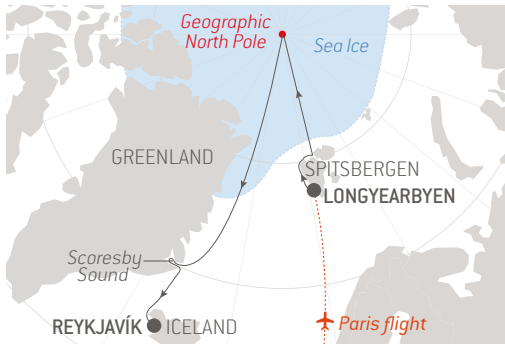 Geographic
North Pole
Sea Ice
GREENLAND
SPITSBERGEN
LONGYEARBYEN
Scoresby
Sound
REYKJAVÍK ICELAND
Paris flight